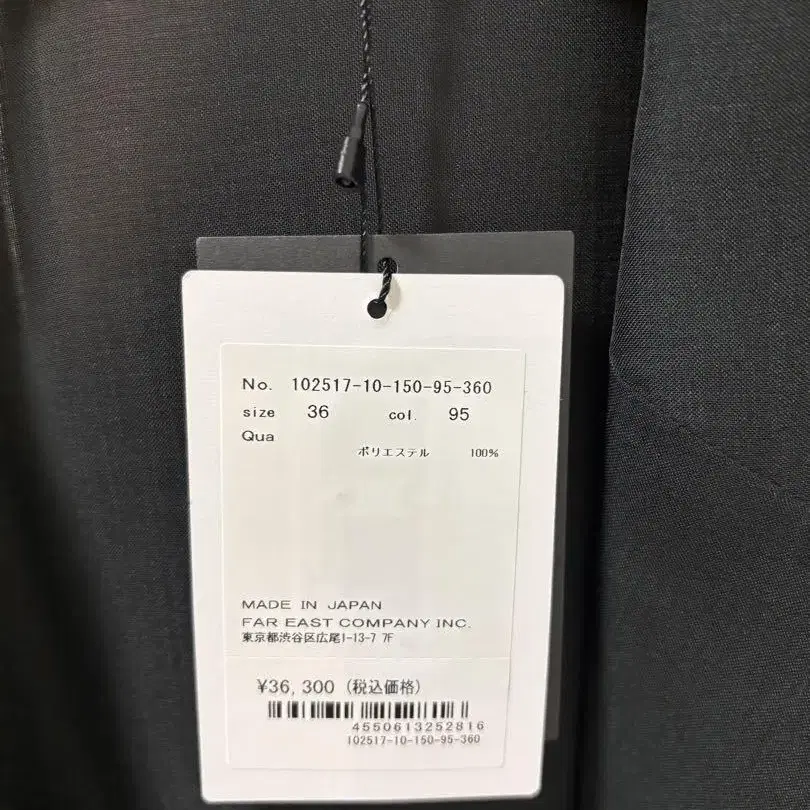 No. 102517-10-150-95-360
size 36 col. 95
Qua
ポリエステル 100%
MADE IN JAPAN
FAR EAST COMPANY INC.
東京都渋谷区広尾1-13-7 7F
¥36,300 (税込価格)
4550613252816
102517-10-150-95-360